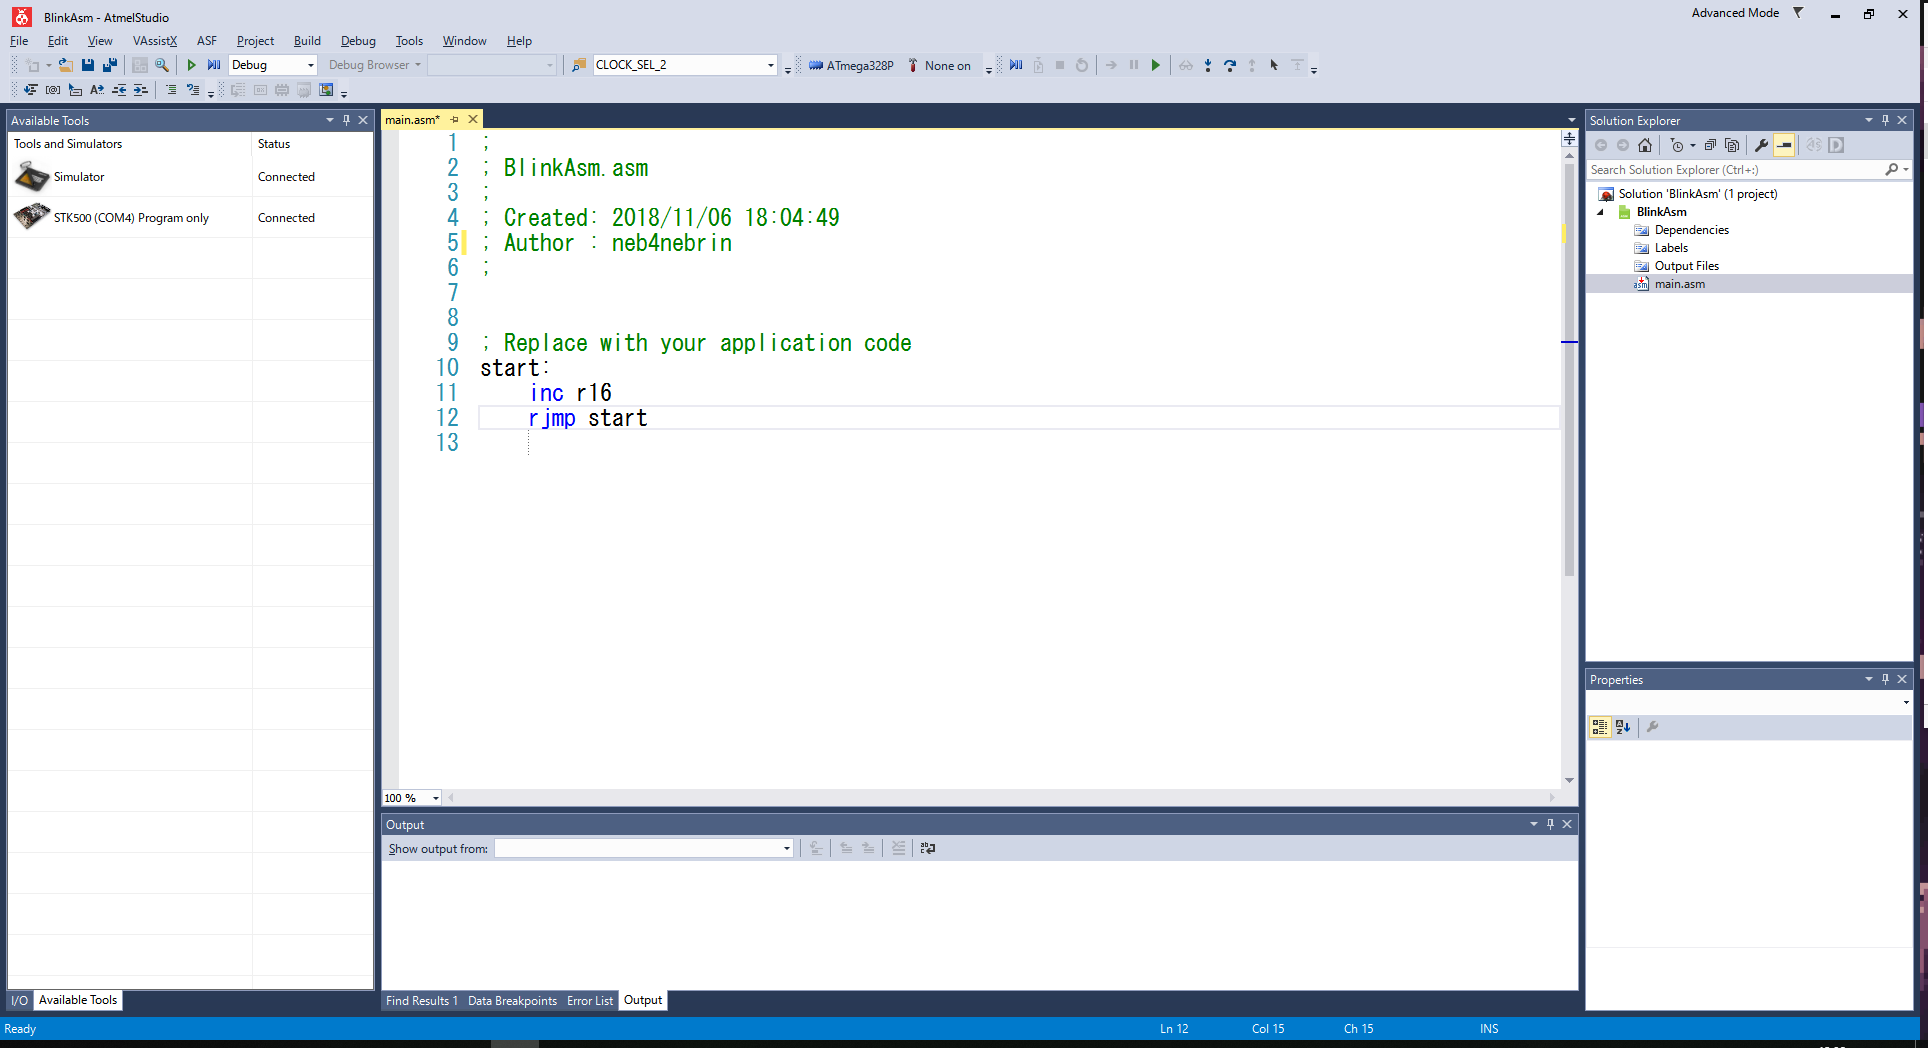 BlinkAsm - AtmelStudio
Advanced Mode
File Edit View VAssistX ASF Project Build Debug Tools Window Help
Debug Debug Browser CLOCK_SEL_2 ATmega328P None on
Available Tools
Tools and Simulators Status
Simulator Connected
STK500 (COM4) Program only Connected
I/O Available Tools
main.asm*
1 ;
2 ; BlinkAsm.asm
3 ;
4 ; Created: 2018/11/06 18:04:49
5 ; Author : neb4nebrin
6 ;
7
8
9 ; Replace with your application code
10 start:
11 inc r16
12 rjmp start
13
100 %
Output
Show output from:
Find Results 1 Data Breakpoints Error List Output
Solution Explorer
Search Solution Explorer (Ctrl+:)
Solution 'BlinkAsm' (1 project)
BlinkAsm
Dependencies
Labels
Output Files
main.asm
Properties
Ready Ln 12 Col 15 Ch 15 INS